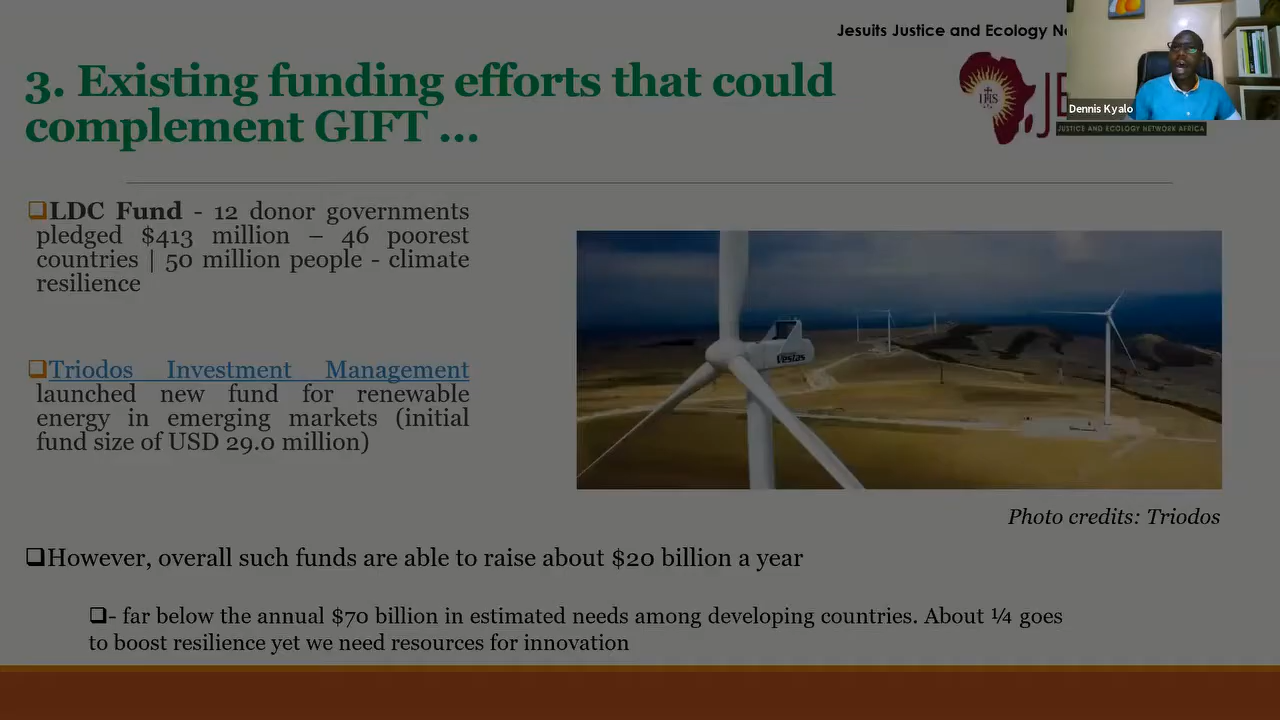 Jesuits Justice and Ecology
3. Existing funding efforts that could
complement GIFT ...
IHS
JUSTICE AND ECOLOGY NETWORK AFRICA
Dennis Kyalo
❑LDC Fund - 12 donor governments
pledged $413 million – 46 poorest
countries | 50 million people - climate
resilience
❑Triodos Investment Management
launched new fund for renewable
energy in emerging markets (initial
fund size of USD 29.0 million)
Vestas
Photo credits: Triodos
❑However, overall such funds are able to raise about $20 billion a year
❑- far below the annual $70 billion in estimated needs among developing countries. About ¼ goes
to boost resilience yet we need resources for innovation